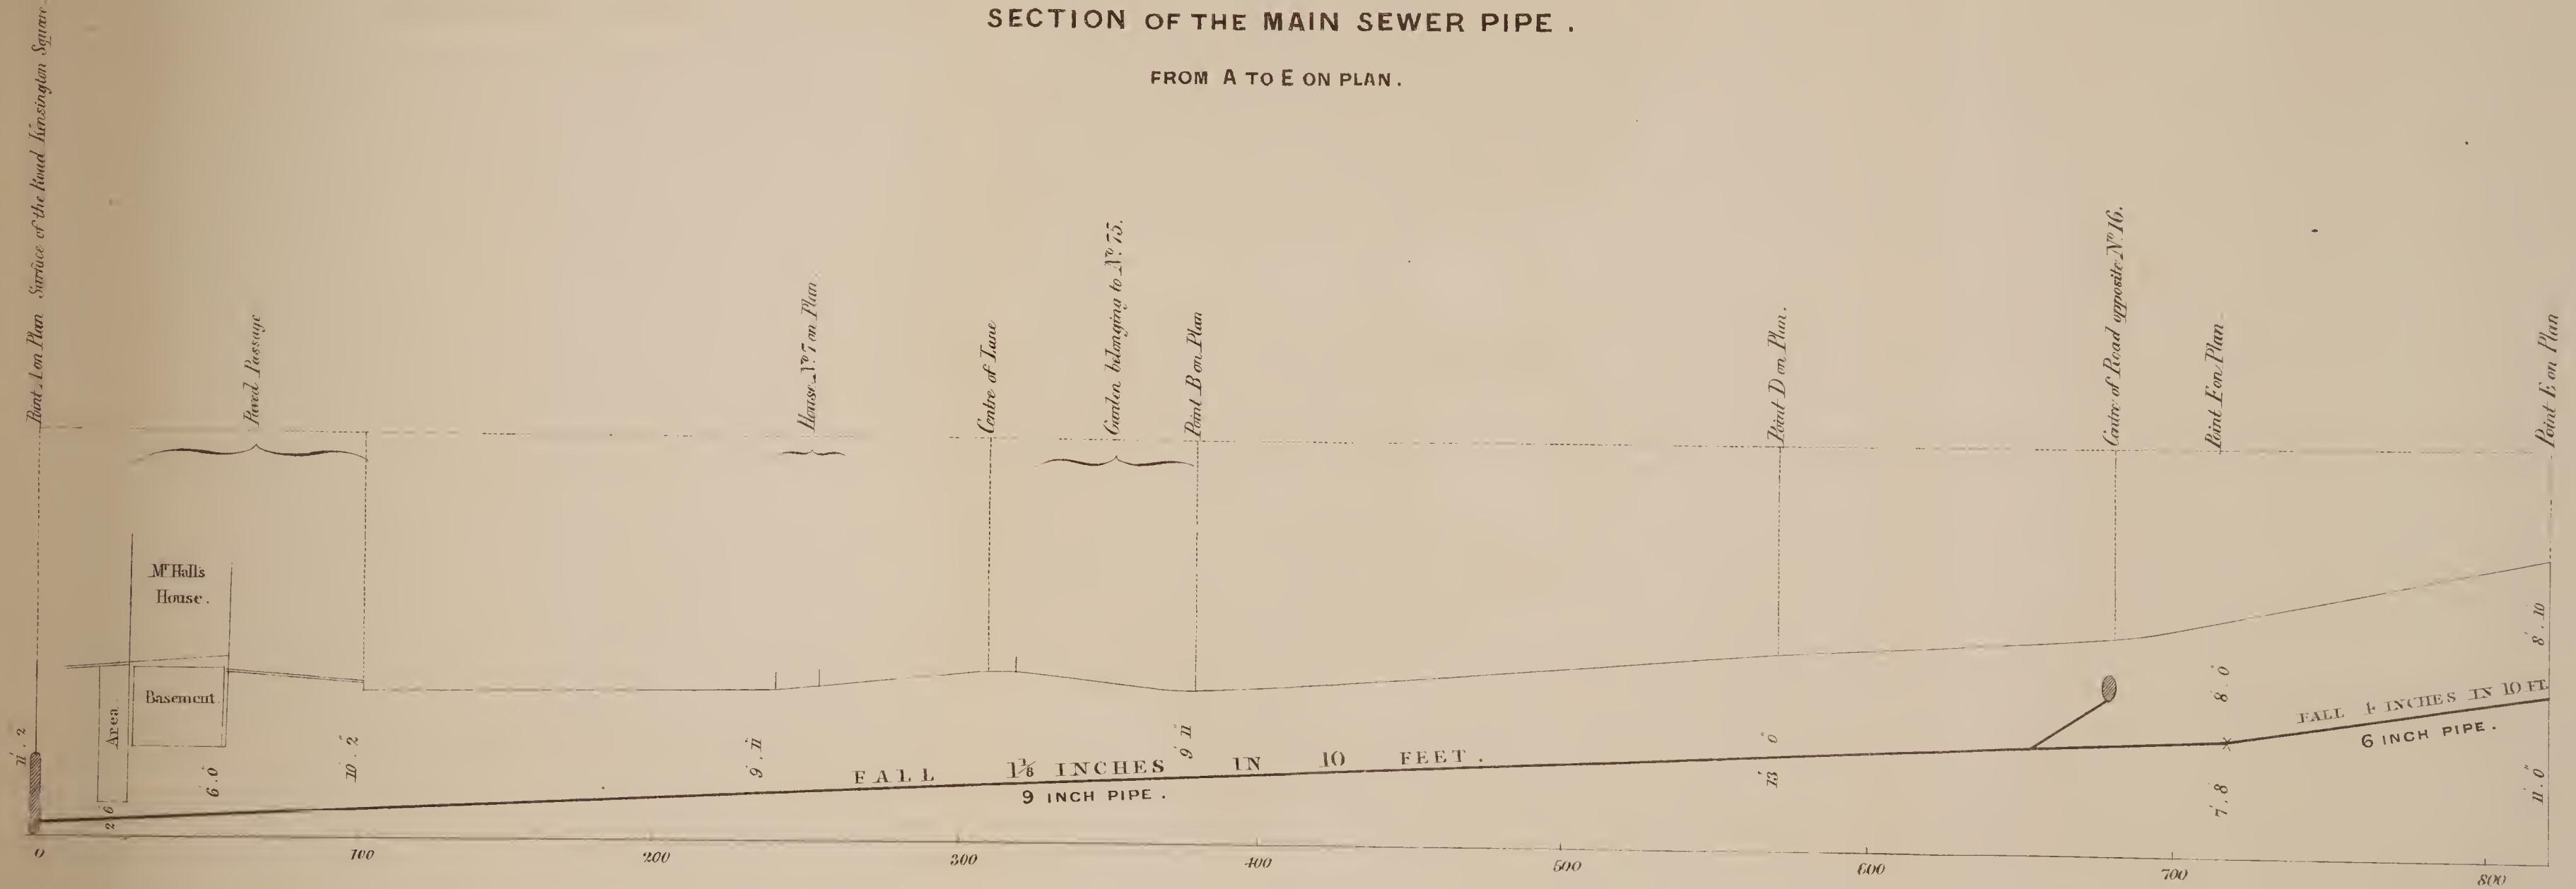 SECTION OF THE MAIN SEWER PIPE.
FROM A TO E ON PLAN.
Point A on Plan Surface of the Road Kensington Square
Paved Passage
House Nº 7 on Plan
Centre of Lane
Garden belonging to Nº 75.
Point B on Plan
Point D on Plan.
Centre of Road opposite Nº 16.
Point F on Plan
Point E on Plan
Mr Hall's
House.
Basement
Area
11.2
2.6
6.0
10.2
9.11
9.11
13.0
8.0
7.8
8.10
11.0
FALL 1⅜ INCHES IN 10 FEET.
9 INCH PIPE.
FALL 4 INCHES IN 10 FT.
6 INCH PIPE.
0 100 200 300 400 500 600 700 800